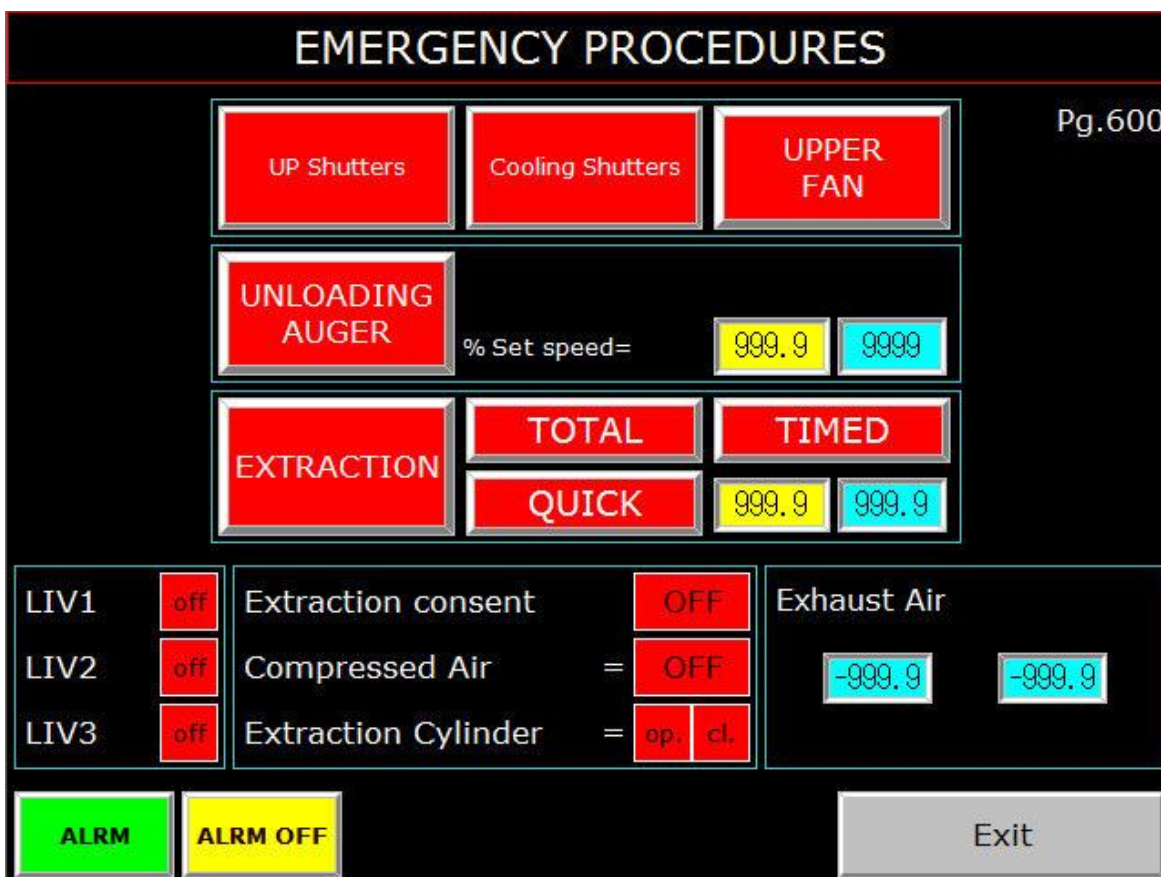 EMERGENCY PROCEDURES
Pg.600
UP Shutters
Cooling Shutters
UPPER
FAN
UNLOADING
AUGER
% Set speed=
999.9
9999
EXTRACTION
TOTAL
TIMED
QUICK
999.9
999.9
LIV1
off
Extraction consent
OFF
Exhaust Air
LIV2
off
Compressed Air =
OFF
-999.9
-999.9
LIV3
off
Extraction Cylinder =
op.
cl.
ALRM
ALRM OFF
Exit